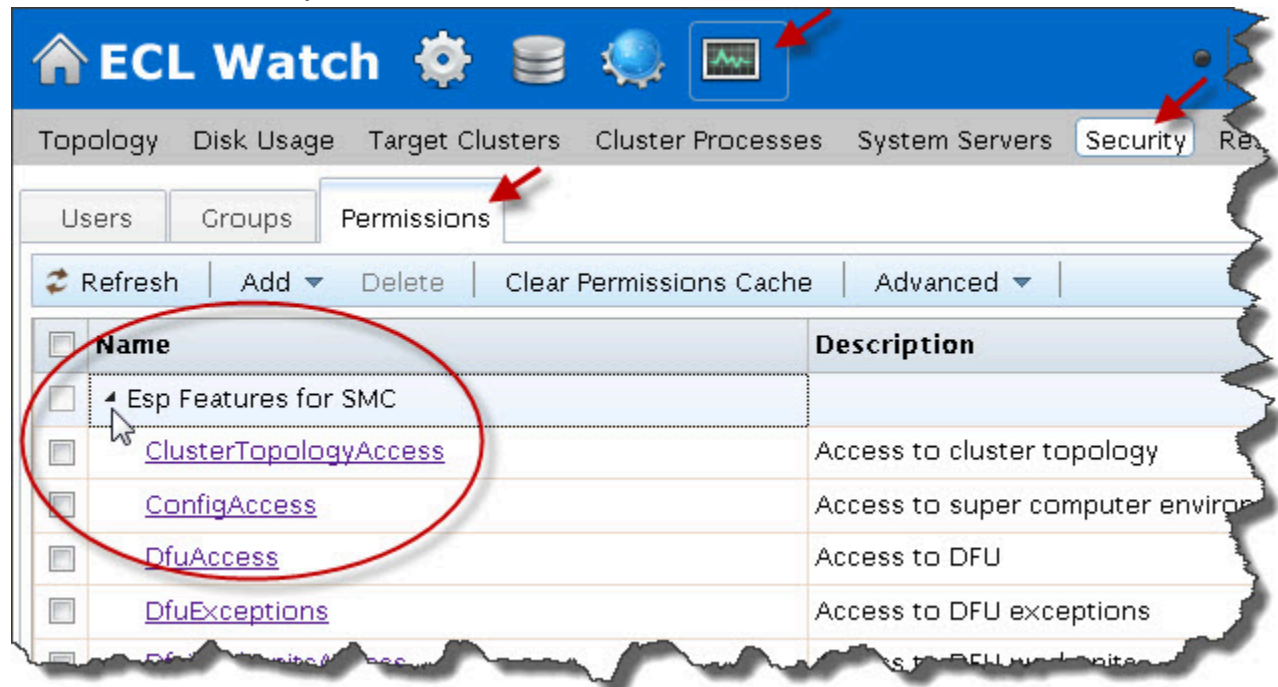 ECL Watch
Topology Disk Usage Target Clusters Cluster Processes System Servers Security
Users Groups Permissions
Refresh Add Delete Clear Permissions Cache Advanced
Name Description
Esp Features for SMC
ClusterTopologyAccess Access to cluster topology
ConfigAccess Access to super computer
DfuAccess Access to DFU
DfuExceptions Access to DFU exceptions